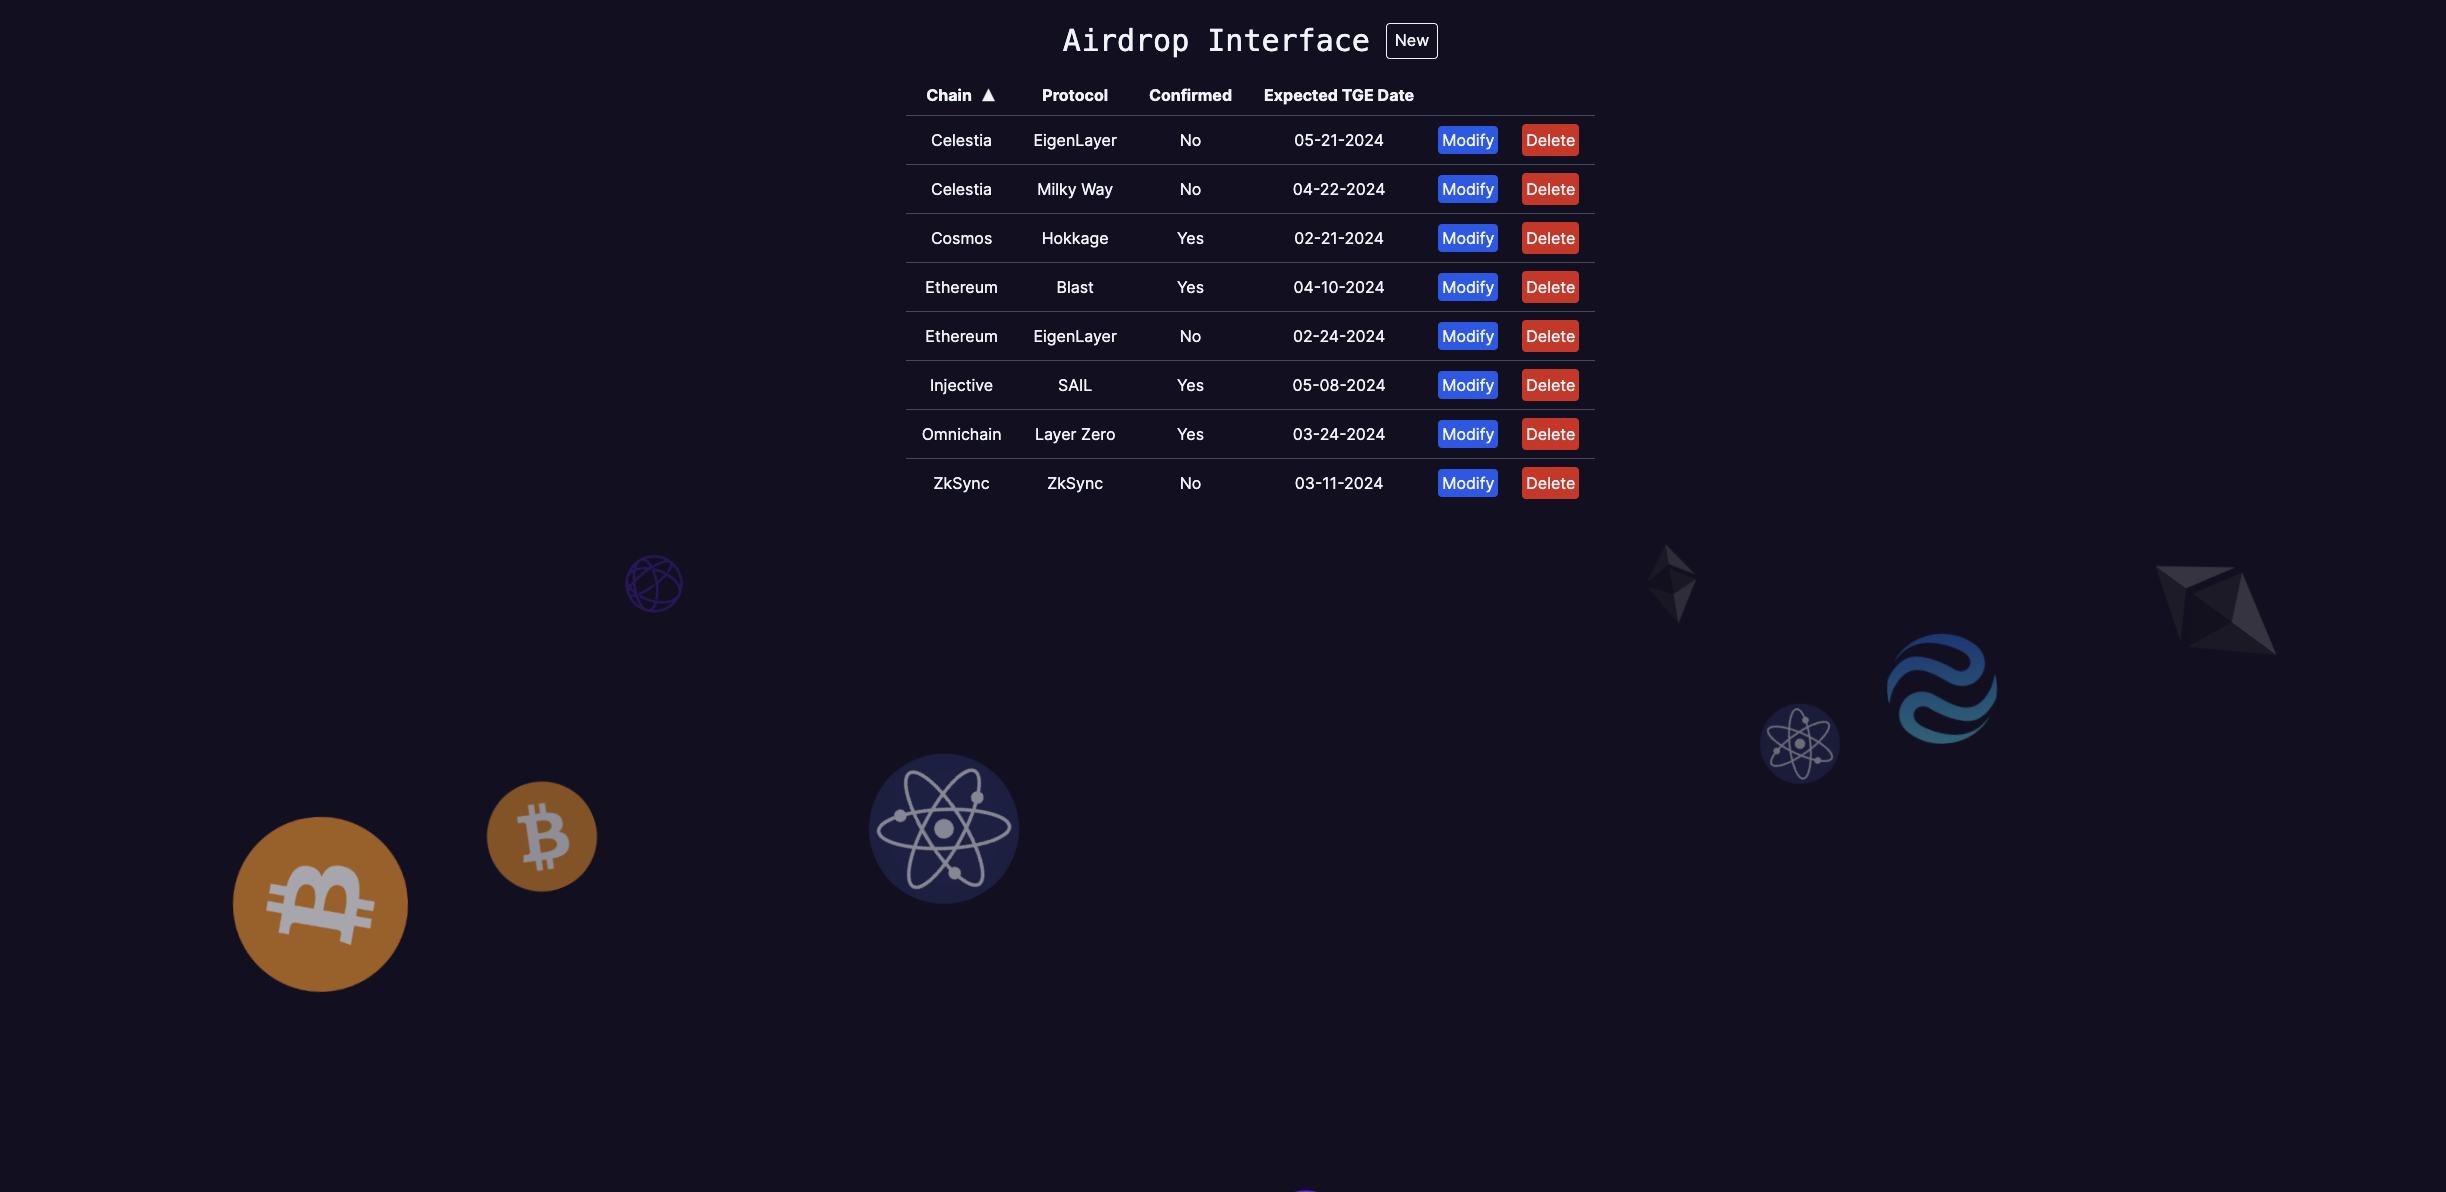 Airdrop Interface New
Chain ▲ Protocol Confirmed Expected TGE Date
Celestia EigenLayer No 05-21-2024 Modify Delete
Celestia Milky Way No 04-22-2024 Modify Delete
Cosmos Hokkage Yes 02-21-2024 Modify Delete
Ethereum Blast Yes 04-10-2024 Modify Delete
Ethereum EigenLayer No 02-24-2024 Modify Delete
Injective SAIL Yes 05-08-2024 Modify Delete
Omnichain Layer Zero Yes 03-24-2024 Modify Delete
ZkSync ZkSync No 03-11-2024 Modify Delete